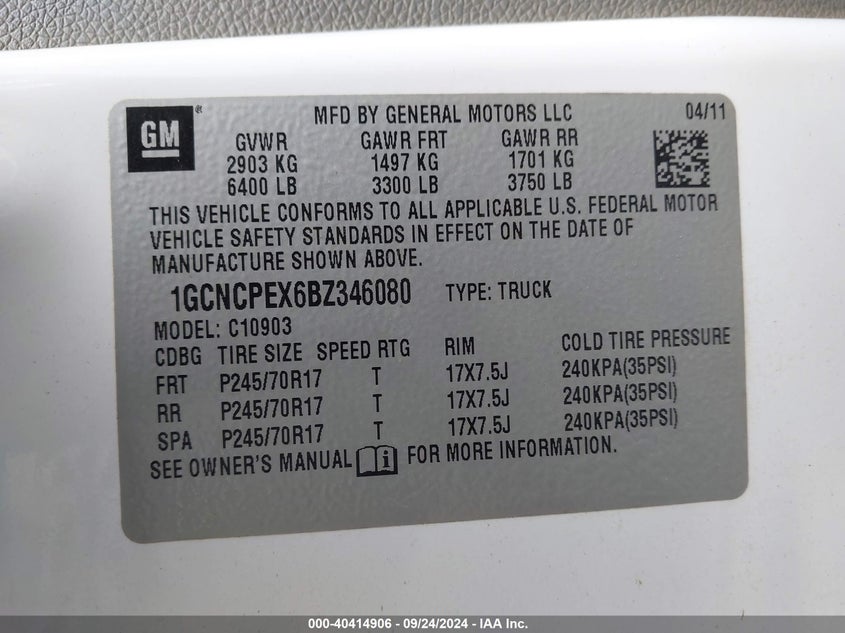 GM ®
MFD BY GENERAL MOTORS LLC 04/11
GVWR GAWR FRT GAWR RR
2903 KG 1497 KG 1701 KG
6400 LB 3300 LB 3750 LB
THIS VEHICLE CONFORMS TO ALL APPLICABLE U.S. FEDERAL MOTOR
VEHICLE SAFETY STANDARDS IN EFFECT ON THE DATE OF
MANUFACTURE SHOWN ABOVE.
1GCNCPEX6BZ346080 TYPE: TRUCK
MODEL: C10903
CDBG TIRE SIZE SPEED RTG RIM COLD TIRE PRESSURE
FRT P245/70R17 T 17X7.5J 240KPA(35PSI)
RR P245/70R17 T 17X7.5J 240KPA(35PSI)
SPA P245/70R17 T 17X7.5J 240KPA(35PSI)
SEE OWNER'S MANUAL FOR MORE INFORMATION.
000-40414906 - 09/24/2024 - IAA Inc.